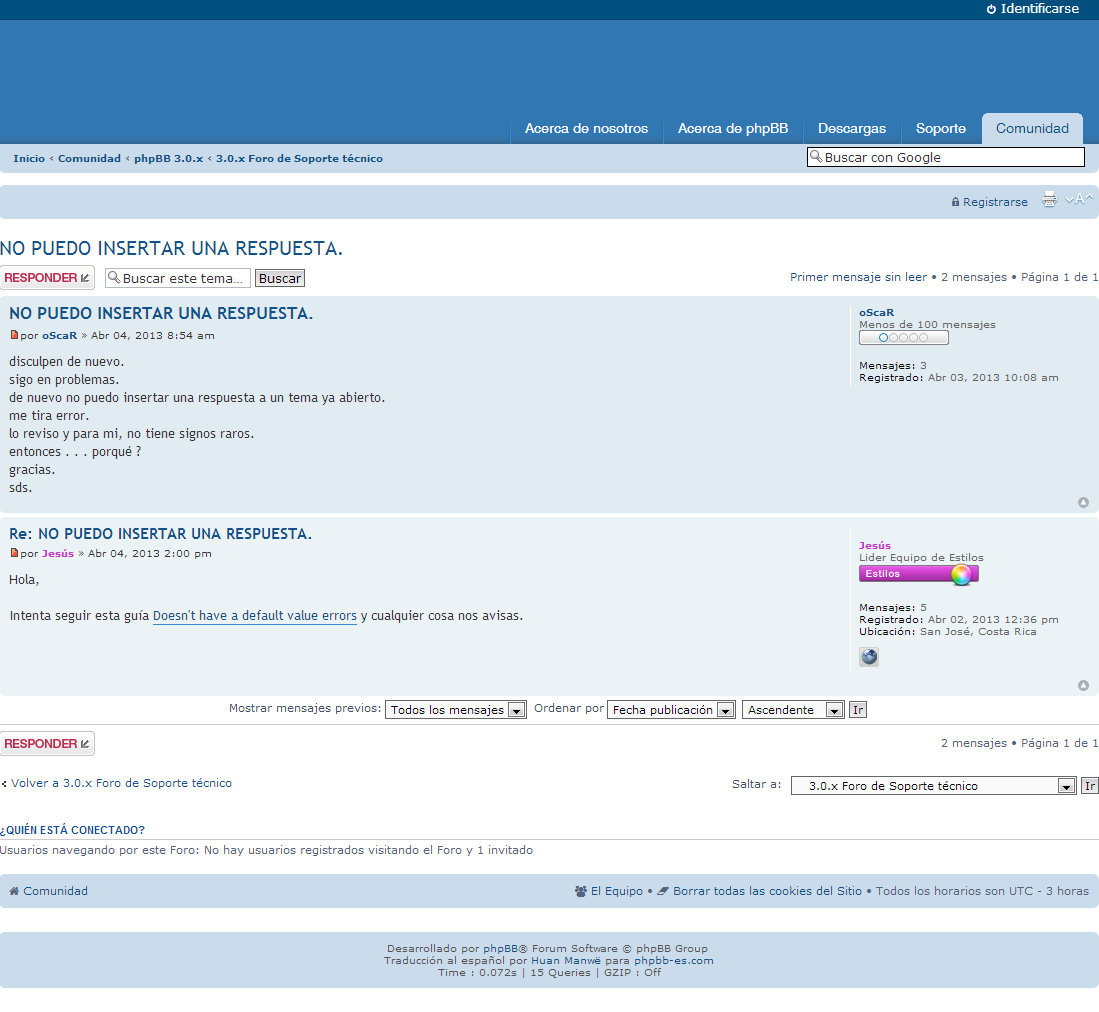 Identificarse
Acerca de nosotros Acerca de phpBB Descargas Soporte Comunidad
Inicio ‹ Comunidad ‹ phpBB 3.0.x ‹ 3.0.x Foro de Soporte técnico
Buscar con Google
Registrarse
A
NO PUEDO INSERTAR UNA RESPUESTA.
RESPONDER Buscar este tema... Buscar Primer mensaje sin leer • 2 mensajes • Página 1 de 1
NO PUEDO INSERTAR UNA RESPUESTA.
por oScaR » Abr 04, 2013 8:54 am
disculpen de nuevo.
sigo en problemas.
de nuevo no puedo insertar una respuesta a un tema ya abierto.
me tira error.
lo reviso y para mi, no tiene signos raros.
entonces . . . porqué ?
gracias.
sds.
oScaR
Menos de 100 mensajes
Mensajes: 3
Registrado: Abr 03, 2013 10:08 am
Re: NO PUEDO INSERTAR UNA RESPUESTA.
por Jesús » Abr 04, 2013 2:00 pm
Hola,
Intenta seguir esta guía Doesn't have a default value errors y cualquier cosa nos avisas.
Jesús
Lider Equipo de Estilos
Estilos
Mensajes: 5
Registrado: Abr 02, 2013 12:36 pm
Ubicación: San José, Costa Rica
Mostrar mensajes previos: Todos los mensajes Ordenar por Fecha publicación Ascendente Ir
RESPONDER 2 mensajes • Página 1 de 1
Volver a 3.0.x Foro de Soporte técnico Saltar a: 3.0.x Foro de Soporte técnico Ir
¿QUIÉN ESTÁ CONECTADO?
Usuarios navegando por este Foro: No hay usuarios registrados visitando el Foro y 1 invitado
Comunidad El Equipo • Borrar todas las cookies del Sitio • Todos los horarios son UTC - 3 horas
Desarrollado por phpBB® Forum Software © phpBB Group
Traducción al español por Huan Manwë para phpbb-es.com
Time : 0.072s | 15 Queries | GZIP : Off